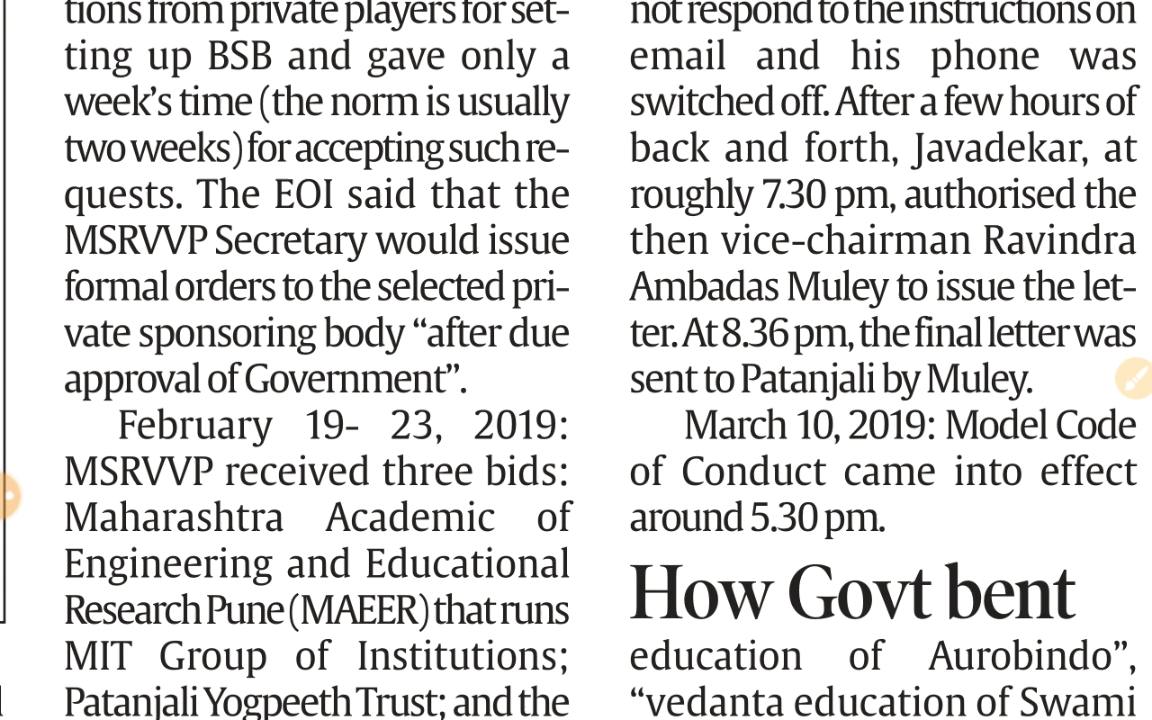 tions from private players for set-
ting up BSB and gave only a
week's time (the norm is usually
two weeks) for accepting such re-
quests. The EOI said that the
MSRVVP Secretary would issue
formal orders to the selected pri-
vate sponsoring body “after due
approval of Government”.
February 19- 23, 2019:
MSRVVP received three bids:
Maharashtra Academic of
Engineering and Educational
Research Pune (MAEER) that runs
MIT Group of Institutions;
Patanjali Yogpeeth Trust; and the
not respond to the instructions on
email and his phone was
switched off. After a few hours of
back and forth, Javadekar, at
roughly 7.30 pm, authorised the
then vice-chairman Ravindra
Ambadas Muley to issue the let-
ter. At 8.36 pm, the final letter was
sent to Patanjali by Muley.
March 10, 2019: Model Code
of Conduct came into effect
around 5.30 pm.
How Govt bent
education of Aurobindo”,
“vedanta education of Swami